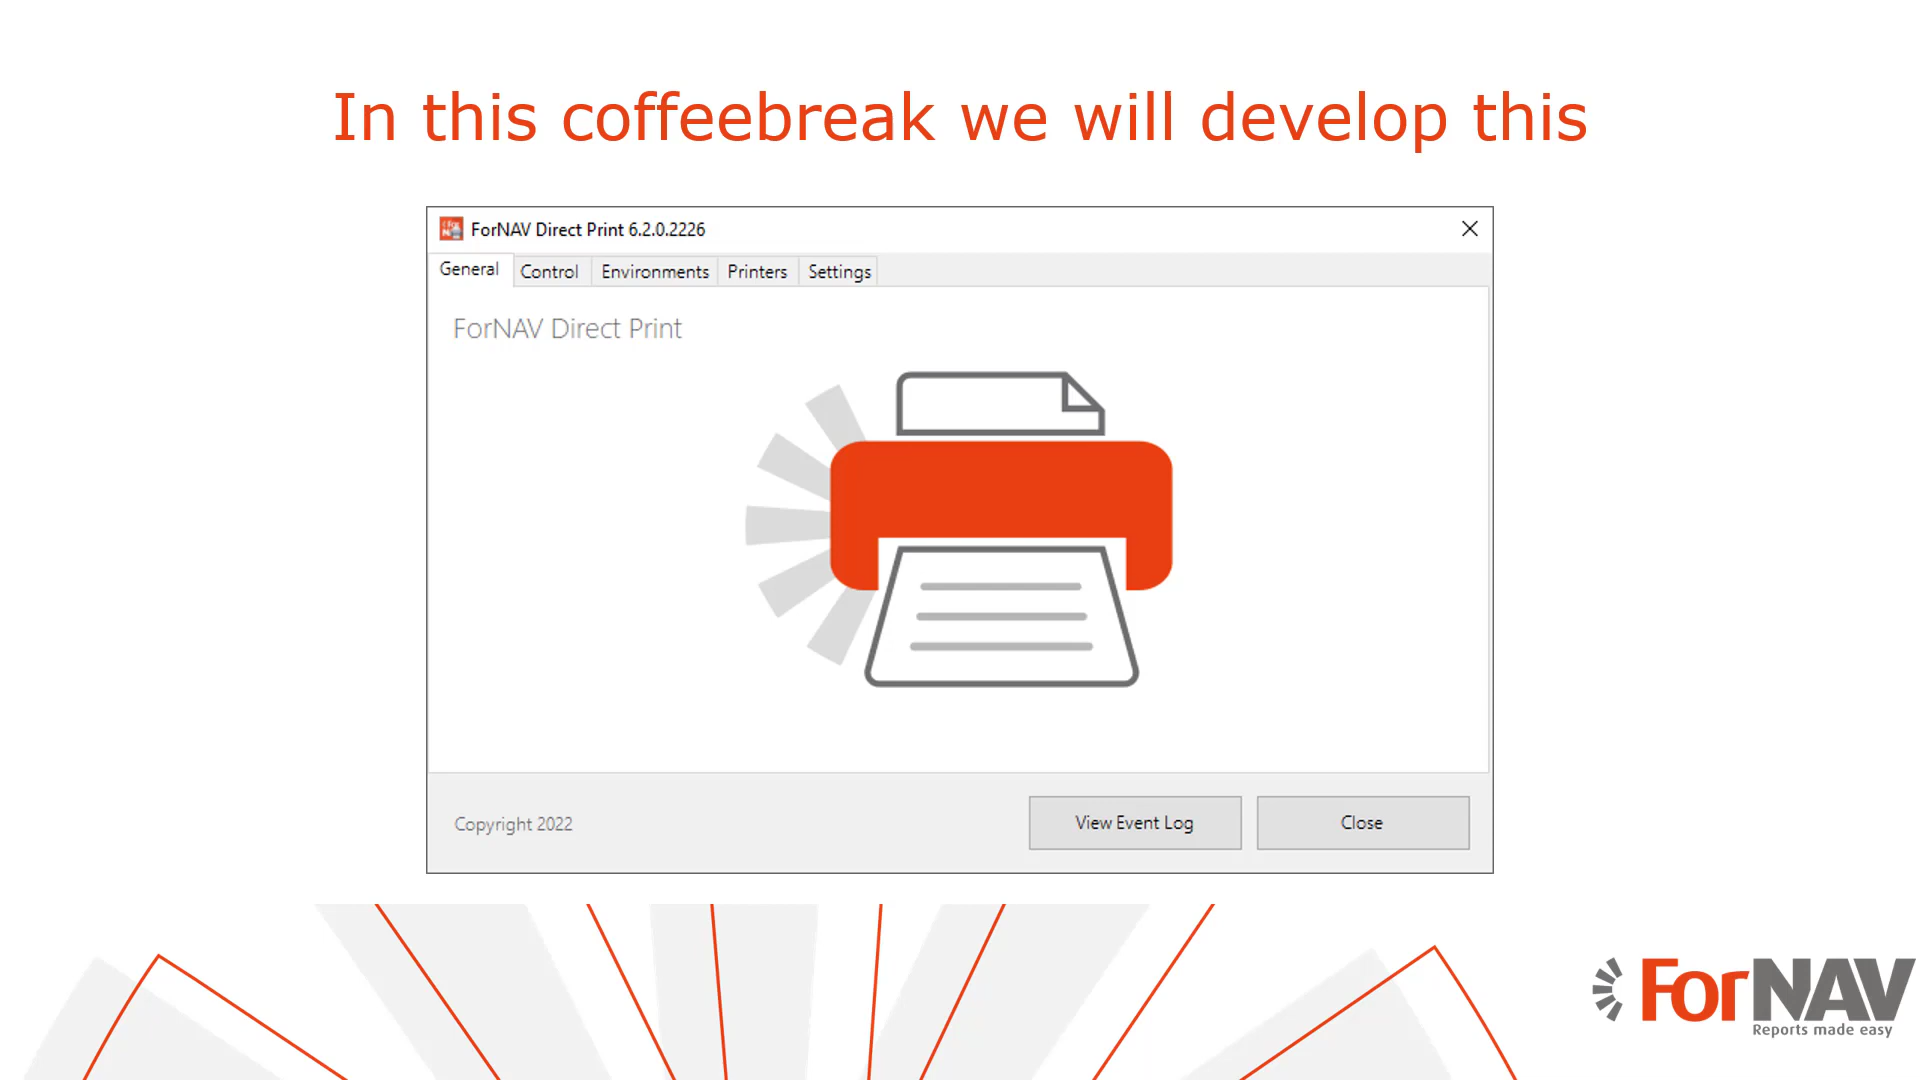 In this coffeebreak we will develop this
ForNAV Direct Print 6.2.0.2226
General Control Environments Printers Settings
ForNAV Direct Print
Copyright 2022 View Event Log Close
ForNAV
Reports made easy